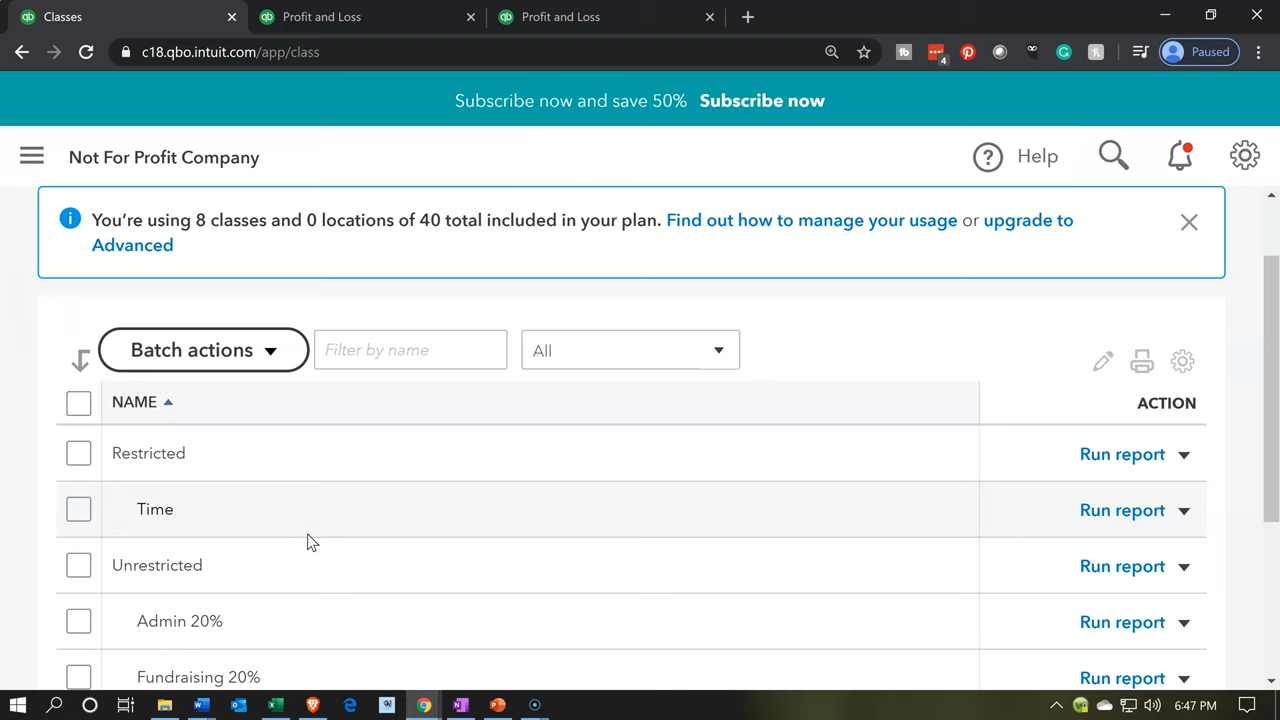 Classes
Profit and Loss
Profit and Loss
c18.qbo.intuit.com/app/class
4
Paused
Subscribe now and save 50% Subscribe now
Not For Profit Company
Help
You're using 8 classes and 0 locations of 40 total included in your plan. Find out how to manage your usage or upgrade to
Advanced
Batch actions
Filter by name
All
NAME
ACTION
Restricted
Run report
Time
Run report
Unrestricted
Run report
Admin 20%
Run report
Fundraising 20%
Run report
6:47 PM